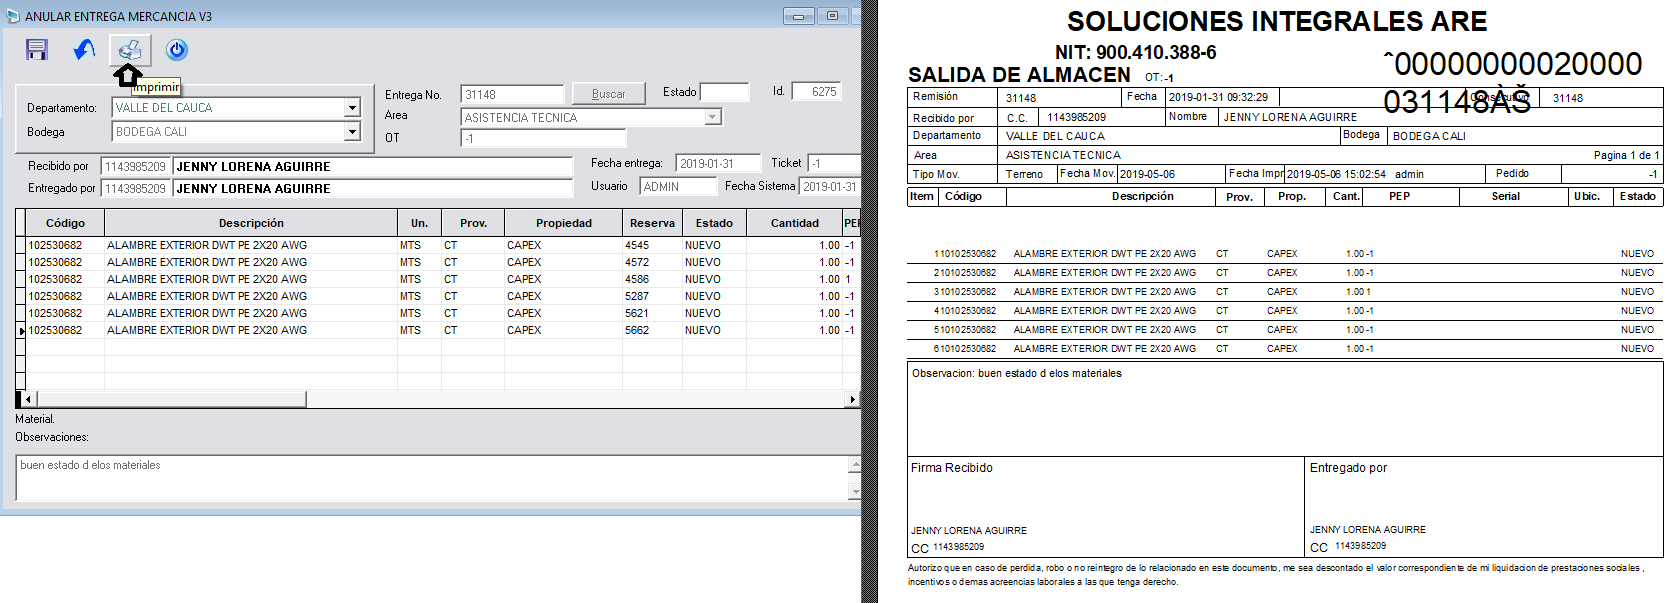 ANULAR ENTREGA MERCANCIA V3
Imprimir
Departamento: VALLE DEL CAUCA
Bodega BODEGA CALI
Entrega No. 31148 Buscar Estado Id. 6275
Area ASISTENCIA TECNICA
OT -1
Recibido por 1143985209 JENNY LORENA AGUIRRE
Entregado por 1143985209 JENNY LORENA AGUIRRE
Fecha entrega: 2019-01-31 Ticket -1
Usuario ADMIN Fecha Sistema 2019-01-31
Código Descripción Un. Prov. Propiedad Reserva Estado Cantidad PEP
102530682 ALAMBRE EXTERIOR DWT PE 2X20 AWG MTS CT CAPEX 4545 NUEVO 1.00 -1
102530682 ALAMBRE EXTERIOR DWT PE 2X20 AWG MTS CT CAPEX 4572 NUEVO 1.00 -1
102530682 ALAMBRE EXTERIOR DWT PE 2X20 AWG MTS CT CAPEX 4586 NUEVO 1.00 1
102530682 ALAMBRE EXTERIOR DWT PE 2X20 AWG MTS CT CAPEX 5287 NUEVO 1.00 -1
102530682 ALAMBRE EXTERIOR DWT PE 2X20 AWG MTS CT CAPEX 5621 NUEVO 1.00 -1
102530682 ALAMBRE EXTERIOR DWT PE 2X20 AWG MTS CT CAPEX 5662 NUEVO 1.00 -1
Material.
Observaciones:
buen estado d elos materiales
SOLUCIONES INTEGRALES ARE
NIT: 900.410.388-6
ˆ00000000020000
031148ÀŠ
SALIDA DE ALMACEN OT: -1
Remisión 31148 Fecha 2019-01-31 09:32:29 Consecutivo 31148
Recibido por C.C. 1143985209 Nombre JENNY LORENA AGUIRRE
Departamento VALLE DEL CAUCA Bodega BODEGA CALI
Area ASISTENCIA TECNICA Pagina 1 de 1
Tipo Mov. Terreno Fecha Mov. 2019-05-06 Fecha Impr 2019-05-06 15:02:54 admin Pedido -1
Item Código Descripción Prov. Prop. Cant. PEP Serial Ubic. Estado
1 10102530682 ALAMBRE EXTERIOR DWT PE 2X20 AWG CT CAPEX 1.00 -1 NUEVO
2 10102530682 ALAMBRE EXTERIOR DWT PE 2X20 AWG CT CAPEX 1.00 -1 NUEVO
3 10102530682 ALAMBRE EXTERIOR DWT PE 2X20 AWG CT CAPEX 1.00 1 NUEVO
4 10102530682 ALAMBRE EXTERIOR DWT PE 2X20 AWG CT CAPEX 1.00 -1 NUEVO
5 10102530682 ALAMBRE EXTERIOR DWT PE 2X20 AWG CT CAPEX 1.00 -1 NUEVO
6 10102530682 ALAMBRE EXTERIOR DWT PE 2X20 AWG CT CAPEX 1.00 -1 NUEVO
Observacion: buen estado d elos materiales
Firma Recibido Entregado por
JENNY LORENA AGUIRRE JENNY LORENA AGUIRRE
CC 1143985209 CC 1143985209
Autorizo que en caso de perdida, robo o no reintegro de lo relacionado en este documento, me sea descontado el valor correspondiente de mi liquidacion de prestaciones sociales ,
incentivos o demas acreencias laborales a las que tenga derecho.